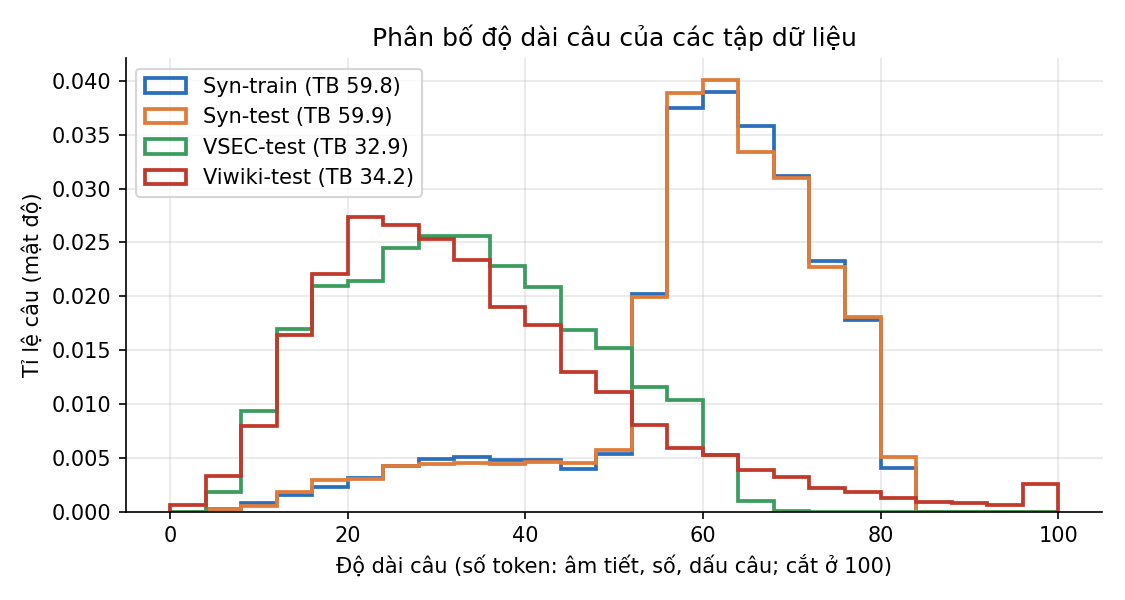 Phân bố độ dài câu của các tập dữ liệu
Syn-train (TB 59.8)
Syn-test (TB 59.9)
VSEC-test (TB 32.9)
Viwiki-test (TB 34.2)
Tỉ lệ câu (mật độ)
0.040
0.035
0.030
0.025
0.020
0.015
0.010
0.005
0.000
0 20 40 60 80 100
Độ dài câu (số token: âm tiết, số, dấu câu; cắt ở 100)